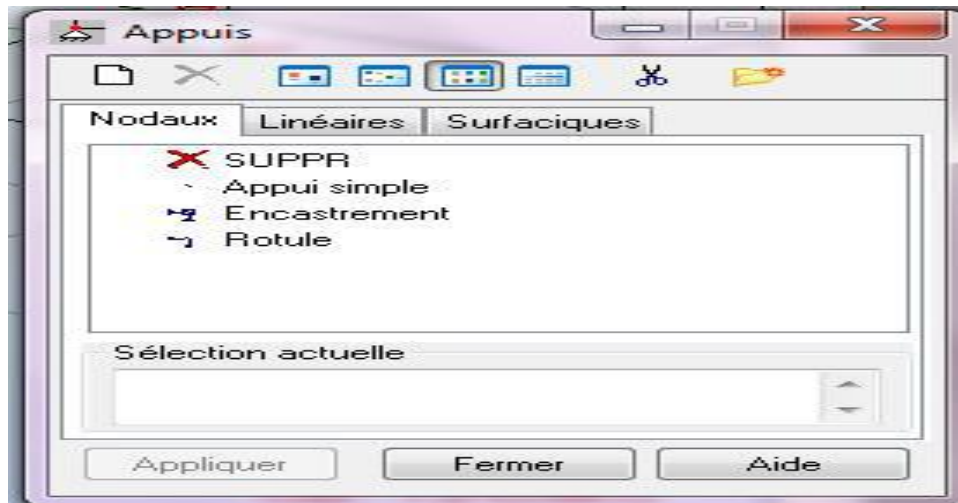 Appuis
Nodaux Linéaires Surfaciques
SUPPR
Appui simple
Encastrement
Rotule
Sélection actuelle
Appliquer Fermer Aide